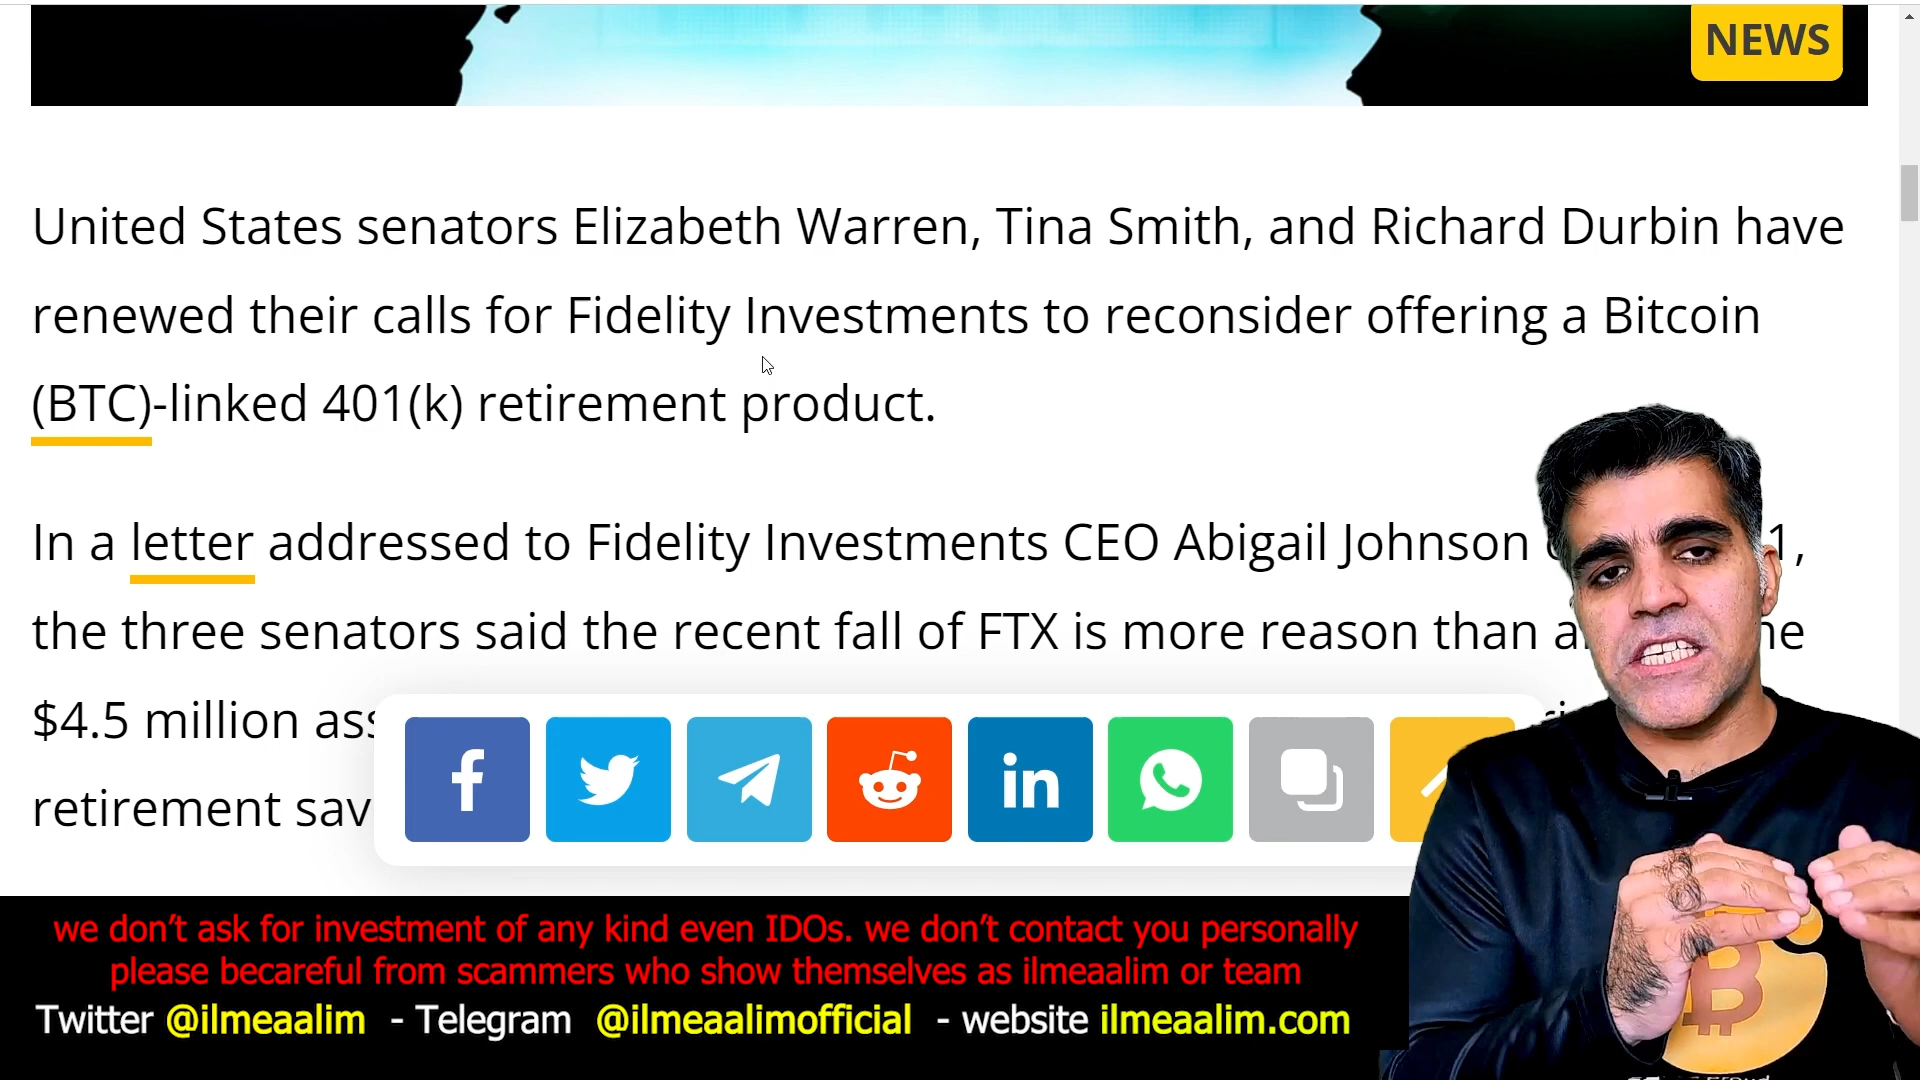 NEWS
United States senators Elizabeth Warren, Tina Smith, and Richard Durbin have
renewed their calls for Fidelity Investments to reconsider offering a Bitcoin
(BTC)-linked 401(k) retirement product.
In a letter addressed to Fidelity Investments CEO Abigail Johnson 1,
the three senators said the recent fall of FTX is more reason than
$4.5 million
retirement
we don't ask for investment of any kind even IDOs. we don't contact you personally
please becareful from scammers who show themselves as ilmeaalim or team
Twitter @ilmeaalim - Telegram @ilmeaalimofficial - website ilmeaalim.com